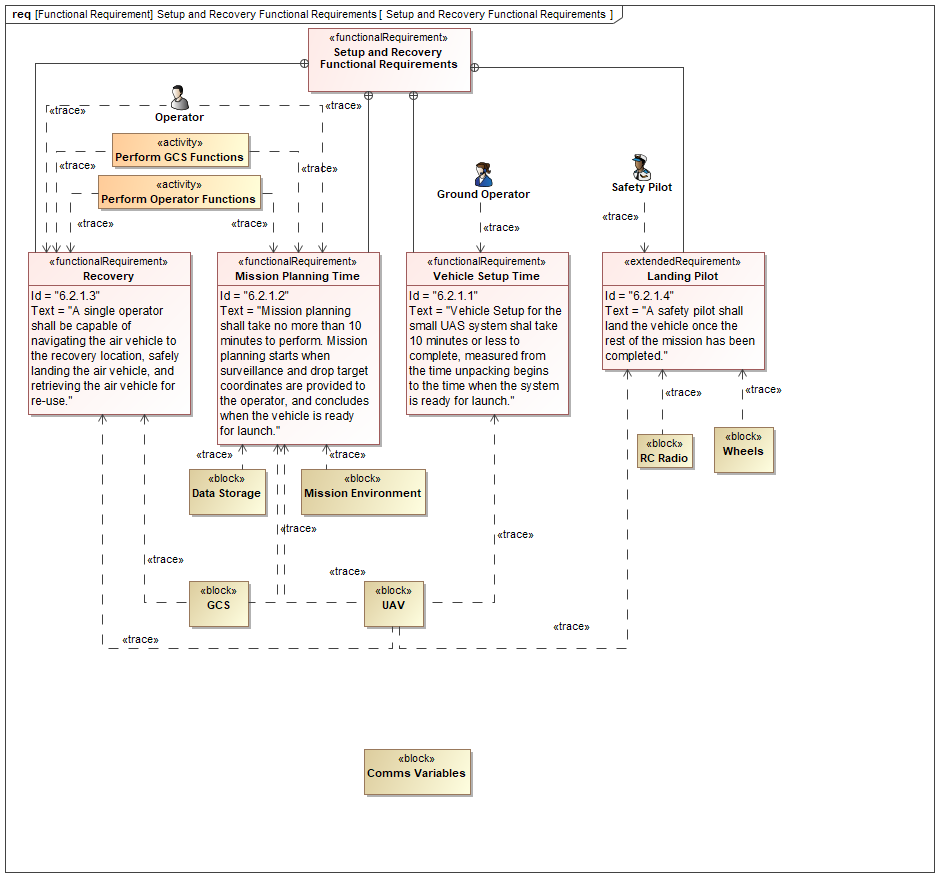 req [Functional Requirement] Setup and Recovery Functional Requirements [ Setup and Recovery Functional Requirements ]
«functionalRequirement»
Setup and Recovery
Functional Requirements
«trace»
Operator
«trace»
«activity»
Perform GCS Functions
«trace»
«trace»
«activity»
Perform Operator Functions
«trace»
«trace»
Ground Operator
«trace»
Safety Pilot
«trace»
«functionalRequirement»
Recovery
Id = "6.2.1.3"
Text = "A single operator
shall be capable of
navigating the air vehicle to
the recovery location, safely
landing the air vehicle, and
retrieving the air vehicle for
re-use."
«functionalRequirement»
Mission Planning Time
Id = "6.2.1.2"
Text = "Mission planning
shall take no more than 10
minutes to perform. Mission
planning starts when
surveillance and drop target
coordinates are provided to
the operator, and concludes
when the vehicle is ready
for launch."
«functionalRequirement»
Vehicle Setup Time
Id = "6.2.1.1"
Text = "Vehicle Setup for the
small UAS system shal take
10 minutes or less to
complete, measured from
the time unpacking begins
to the time when the system
is ready for launch."
«extendedRequirement»
Landing Pilot
Id = "6.2.1.4"
Text = "A safety pilot shall
land the vehicle once the
rest of the mission has been
completed."
«trace»
«trace»
«block»
RC Radio
«block»
Wheels
«trace»
«trace»
«block»
Data Storage
«block»
Mission Environment
«trace»
«trace»
«trace»
«trace»
«block»
GCS
«block»
UAV
«trace»
«trace»
«block»
Comms Variables